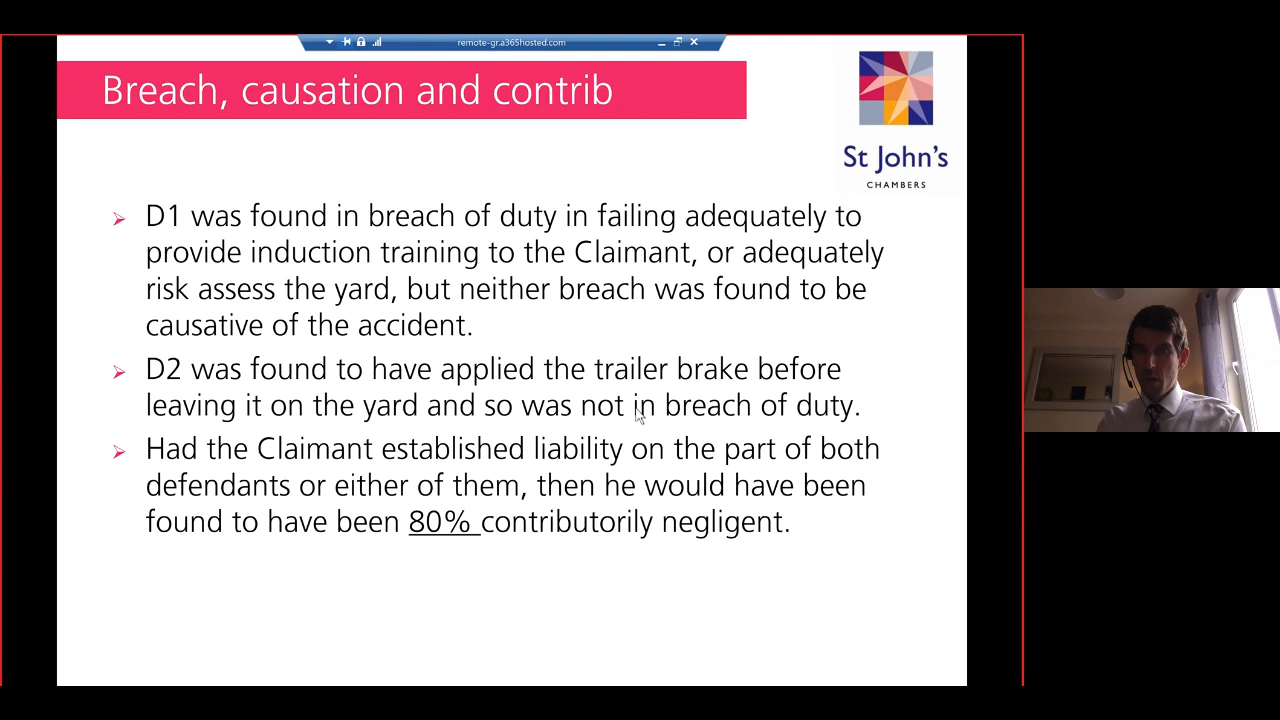 remote-gr.a365hosted.com
Breach, causation and contrib
St John's
CHAMBERS
D1 was found in breach of duty in failing adequately to
provide induction training to the Claimant, or adequately
risk assess the yard, but neither breach was found to be
causative of the accident.
D2 was found to have applied the trailer brake before
leaving it on the yard and so was not in breach of duty.
Had the Claimant established liability on the part of both
defendants or either of them, then he would have been
found to have been 80% contributorily negligent.